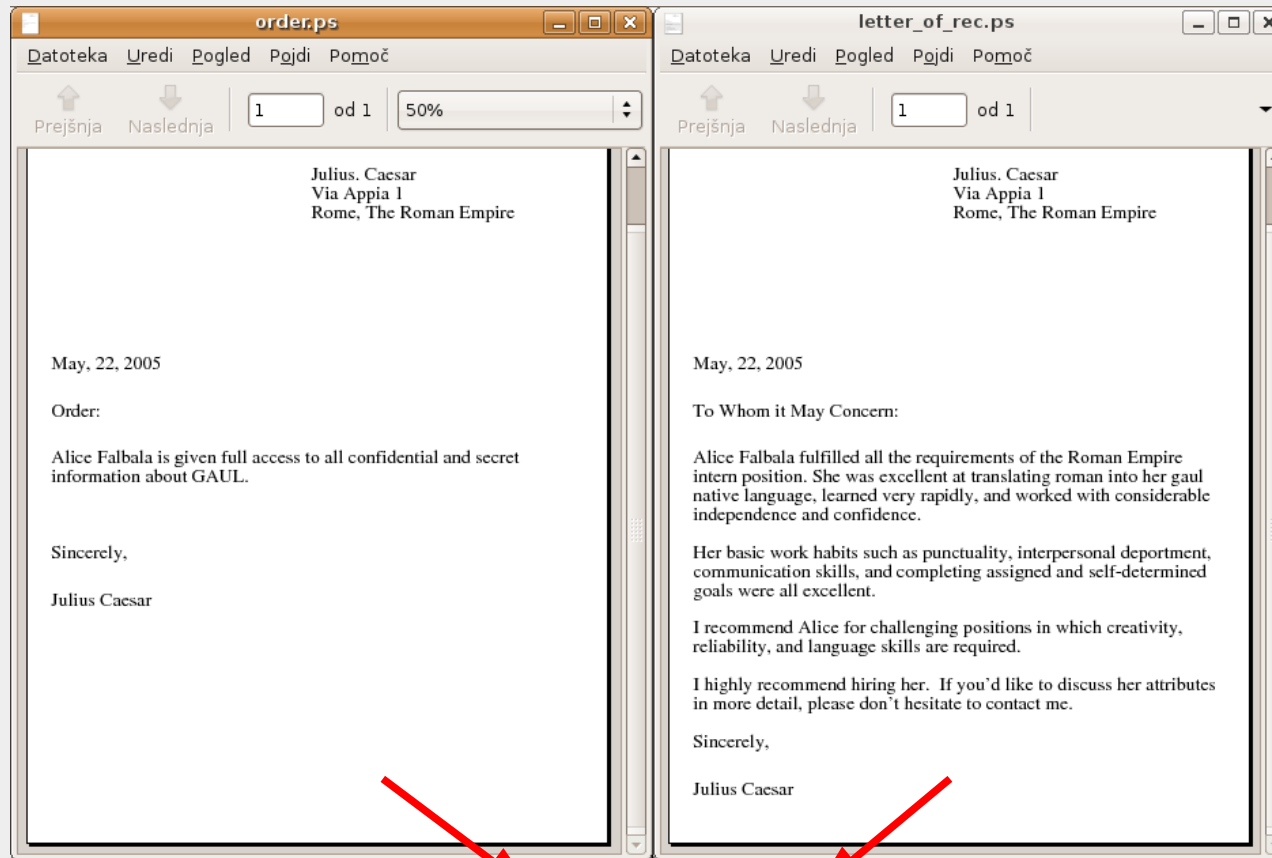 order.ps
Datoteka Uredi Pogled Pojdi Pomoč
Prejšnja Naslednja 1 od 1 50%
Julius. Caesar
Via Appia 1
Rome, The Roman Empire
May, 22, 2005
Order:
Alice Falbala is given full access to all confidential and secret
information about GAUL.
Sincerely,
Julius Caesar
letter_of_rec.ps
Datoteka Uredi Pogled Pojdi Pomoč
Prejšnja Naslednja 1 od 1
Julius. Caesar
Via Appia 1
Rome, The Roman Empire
May, 22, 2005
To Whom it May Concern:
Alice Falbala fulfilled all the requirements of the Roman Empire
intern position. She was excellent at translating roman into her gaul
native language, learned very rapidly, and worked with considerable
independence and confidence.
Her basic work habits such as punctuality, interpersonal deportment,
communication skills, and completing assigned and self-determined
goals were all excellent.
I recommend Alice for challenging positions in which creativity,
reliability, and language skills are required.
I highly recommend hiring her.  If you'd like to discuss her attributes
in more detail, please don't hesitate to contact me.
Sincerely,
Julius Caesar